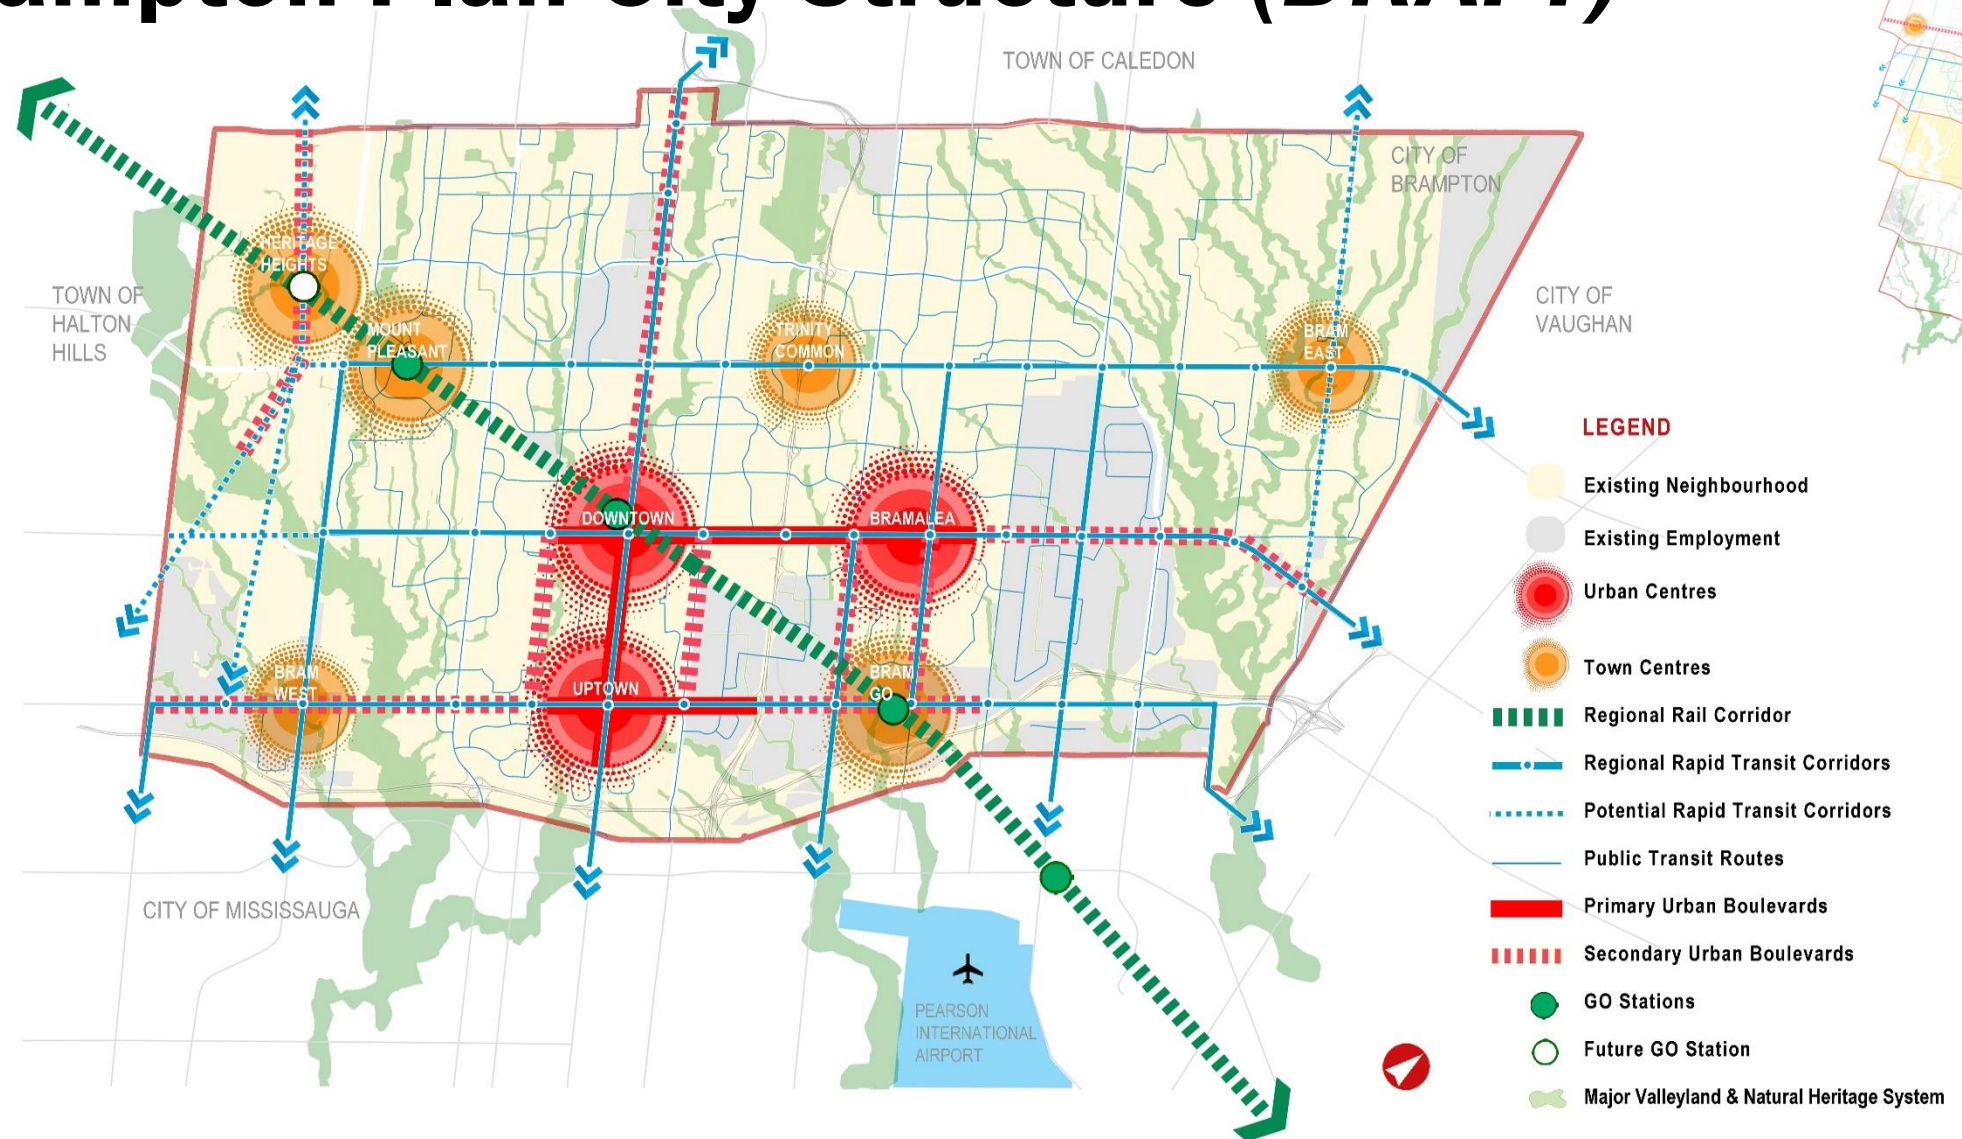 TOWN OF CALEDON
CITY OF
BRAMPTON
HERITAGE
HEIGHTS
TOWN OF
HALTON
HILLS
CITY OF
VAUGHAN
MOUNT
PLEASANT
TRINITY
COMMON
BRAM
EAST
DOWNTOWN
BRAMALEA
BRAM
WEST
UPTOWN
BRAM
GO
CITY OF MISSISSAUGA
PEARSON
INTERNATIONAL
AIRPORT
LEGEND
Existing Neighbourhood
Existing Employment
Urban Centres
Town Centres
Regional Rail Corridor
Regional Rapid Transit Corridors
Potential Rapid Transit Corridors
Public Transit Routes
Primary Urban Boulevards
Secondary Urban Boulevards
GO Stations
Future GO Station
Major Valleyland & Natural Heritage System